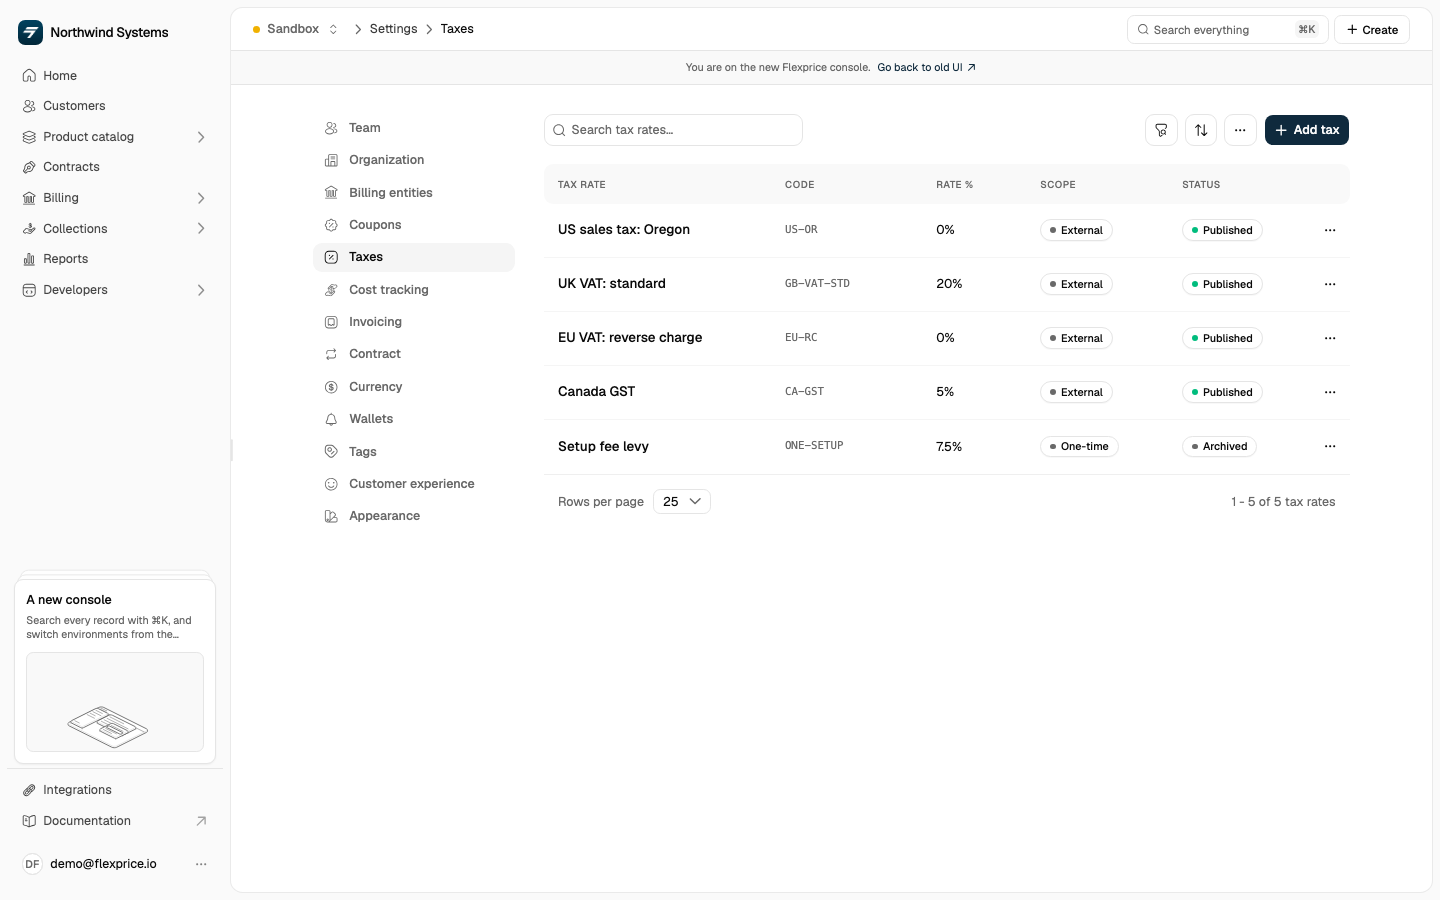 Northwind Systems
Home
Customers
Product catalog
Contracts
Billing
Collections
Reports
Developers
A new console
Search every record with ⌘K, and
switch environments from the...
Integrations
Documentation
DF demo@flexprice.io
Sandbox Settings Taxes
Search everything ⌘K
Create
You are on the new Flexprice console. Go back to old UI
Team
Organization
Billing entities
Coupons
Taxes
Cost tracking
Invoicing
Contract
Currency
Wallets
Tags
Customer experience
Appearance
Search tax rates...
Add tax
TAX RATE CODE RATE % SCOPE STATUS
US sales tax: Oregon US-OR 0% External Published
UK VAT: standard GB-VAT-STD 20% External Published
EU VAT: reverse charge EU-RC 0% External Published
Canada GST CA-GST 5% External Published
Setup fee levy ONE-SETUP 7.5% One-time Archived
Rows per page 25
1 - 5 of 5 tax rates